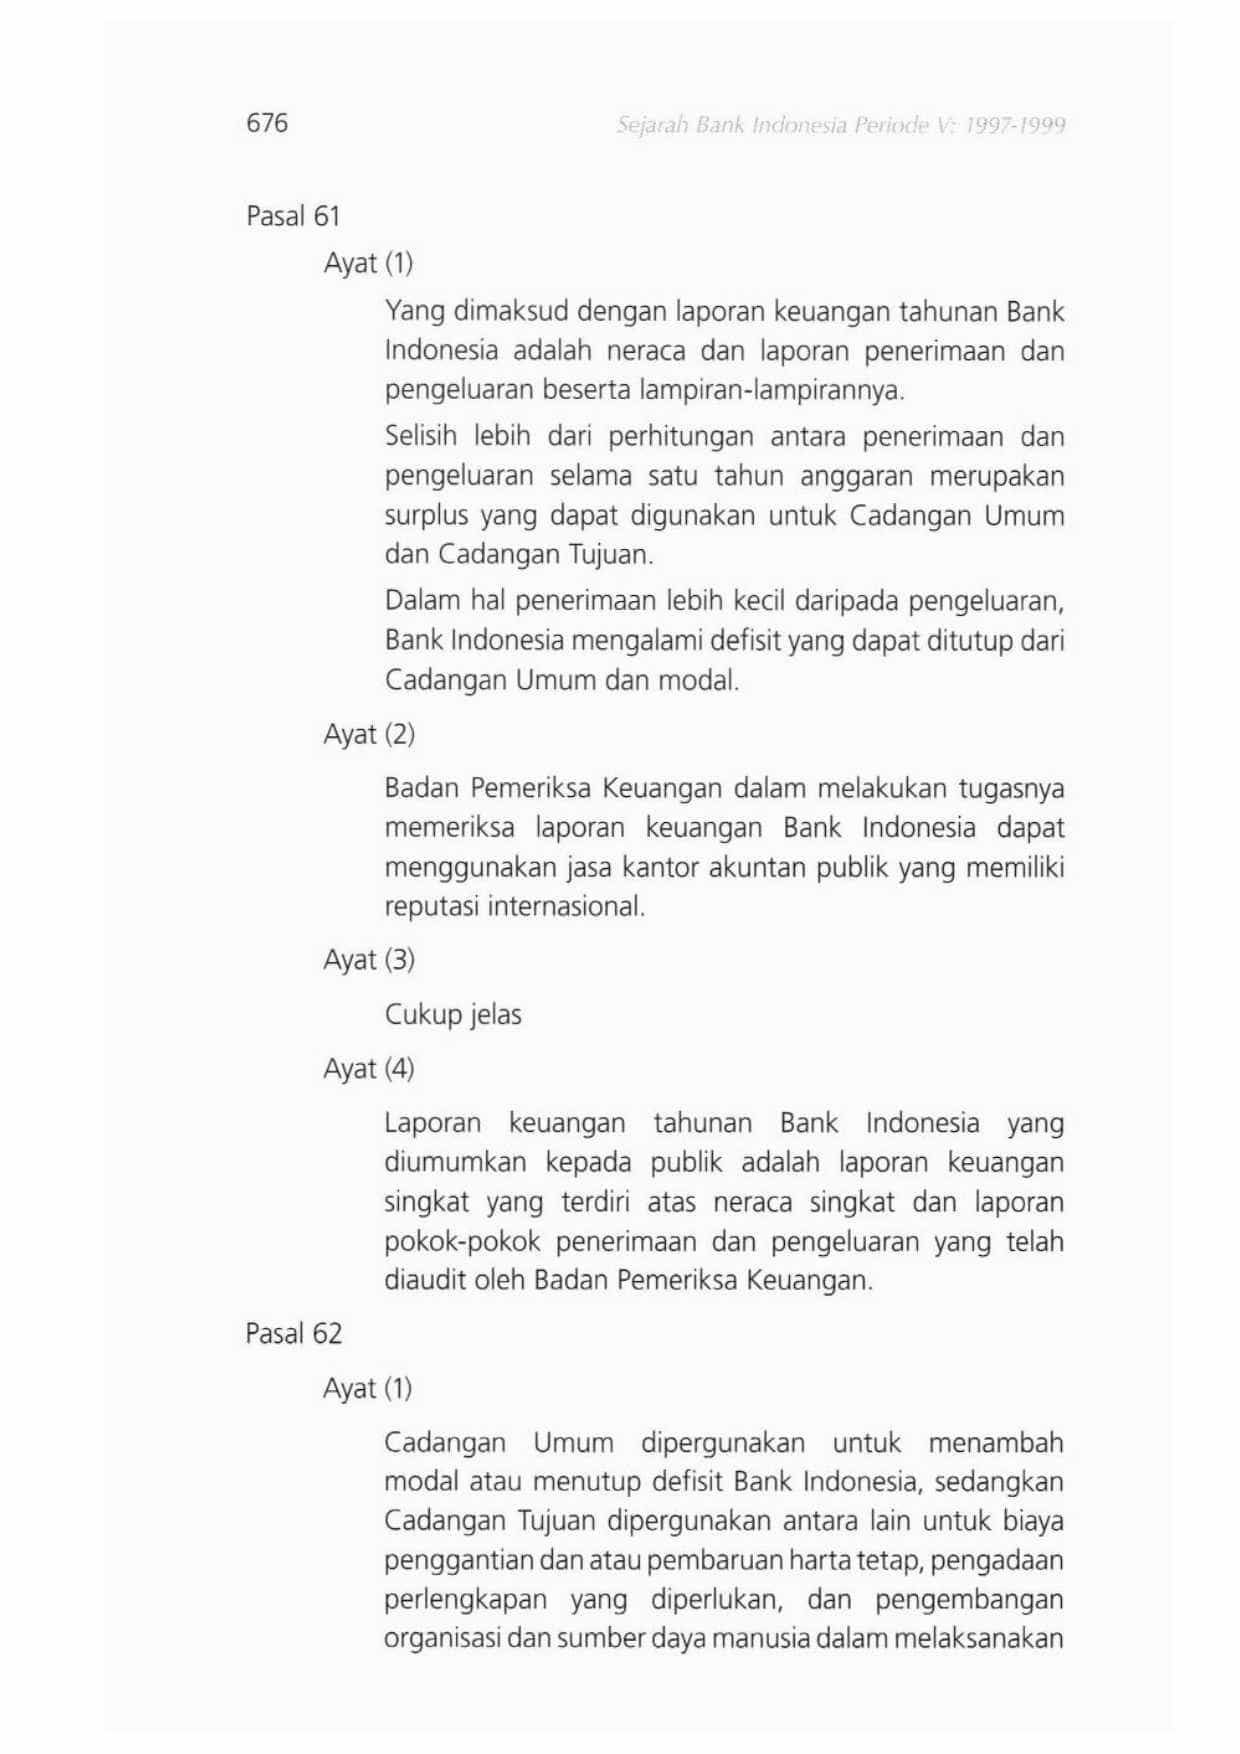 676
Sejarah Bank Indonesia Periode V: 1997-1999
Pasal 61
Ayat (1)
Yang dimaksud dengan laporan keuangan tahunan Bank
Indonesia adalah neraca dan laporan penerimaan dan
pengeluaran beserta lampiran-lampirannya.
Selisih lebih dari perhitungan antara penerimaan dan
pengeluaran selama satu tahun anggaran merupakan
surplus yang dapat digunakan untuk Cadangan Umum
dan Cadangan Tujuan.
Dalam hal penerimaan lebih kecil daripada pengeluaran,
Bank Indonesia mengalami defisit yang dapat ditutup dari
Cadangan Umum dan modal.
Ayat (2)
Badan Pemeriksa Keuangan dalam melakukan tugasnya
memeriksa laporan keuangan Bank Indonesia dapat
menggunakan jasa kantor akuntan publik yang memiliki
reputasi internasional.
Ayat (3)
Cukup jelas
Ayat (4)
Laporan keuangan tahunan Bank Indonesia yang
diumumkan kepada publik adalah laporan keuangan
singkat yang terdiri atas neraca singkat dan laporan
pokok-pokok penerimaan dan pengeluaran yang telah
diaudit oleh Badan Pemeriksa Keuangan.
Pasal 62
Ayat (1)
Cadangan Umum dipergunakan untuk menambah
modal atau menutup defisit Bank Indonesia, sedangkan
Cadangan Tujuan dipergunakan antara lain untuk biaya
penggantian dan atau pembaruan harta tetap, pengadaan
perlengkapan yang diperlukan, dan pengembangan
organisasi dan sumber daya manusia dalam melaksanakan